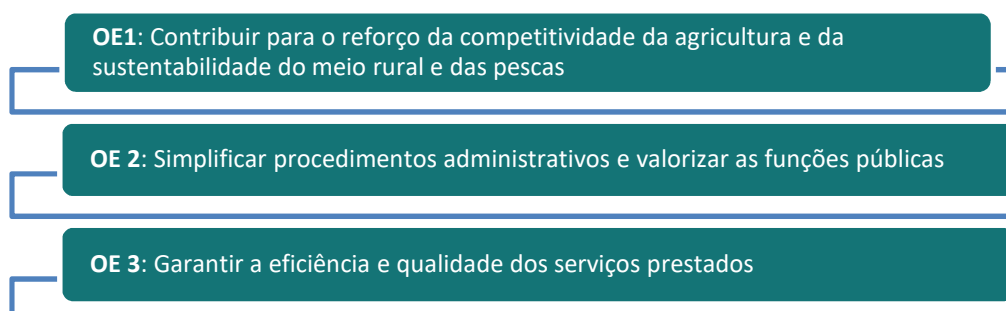 OE1: Contribuir para o reforço da competitividade da agricultura e da
sustentabilidade do meio rural e das pescas
OE 2: Simplificar procedimentos administrativos e valorizar as funções públicas
OE 3: Garantir a eficiência e qualidade dos serviços prestados